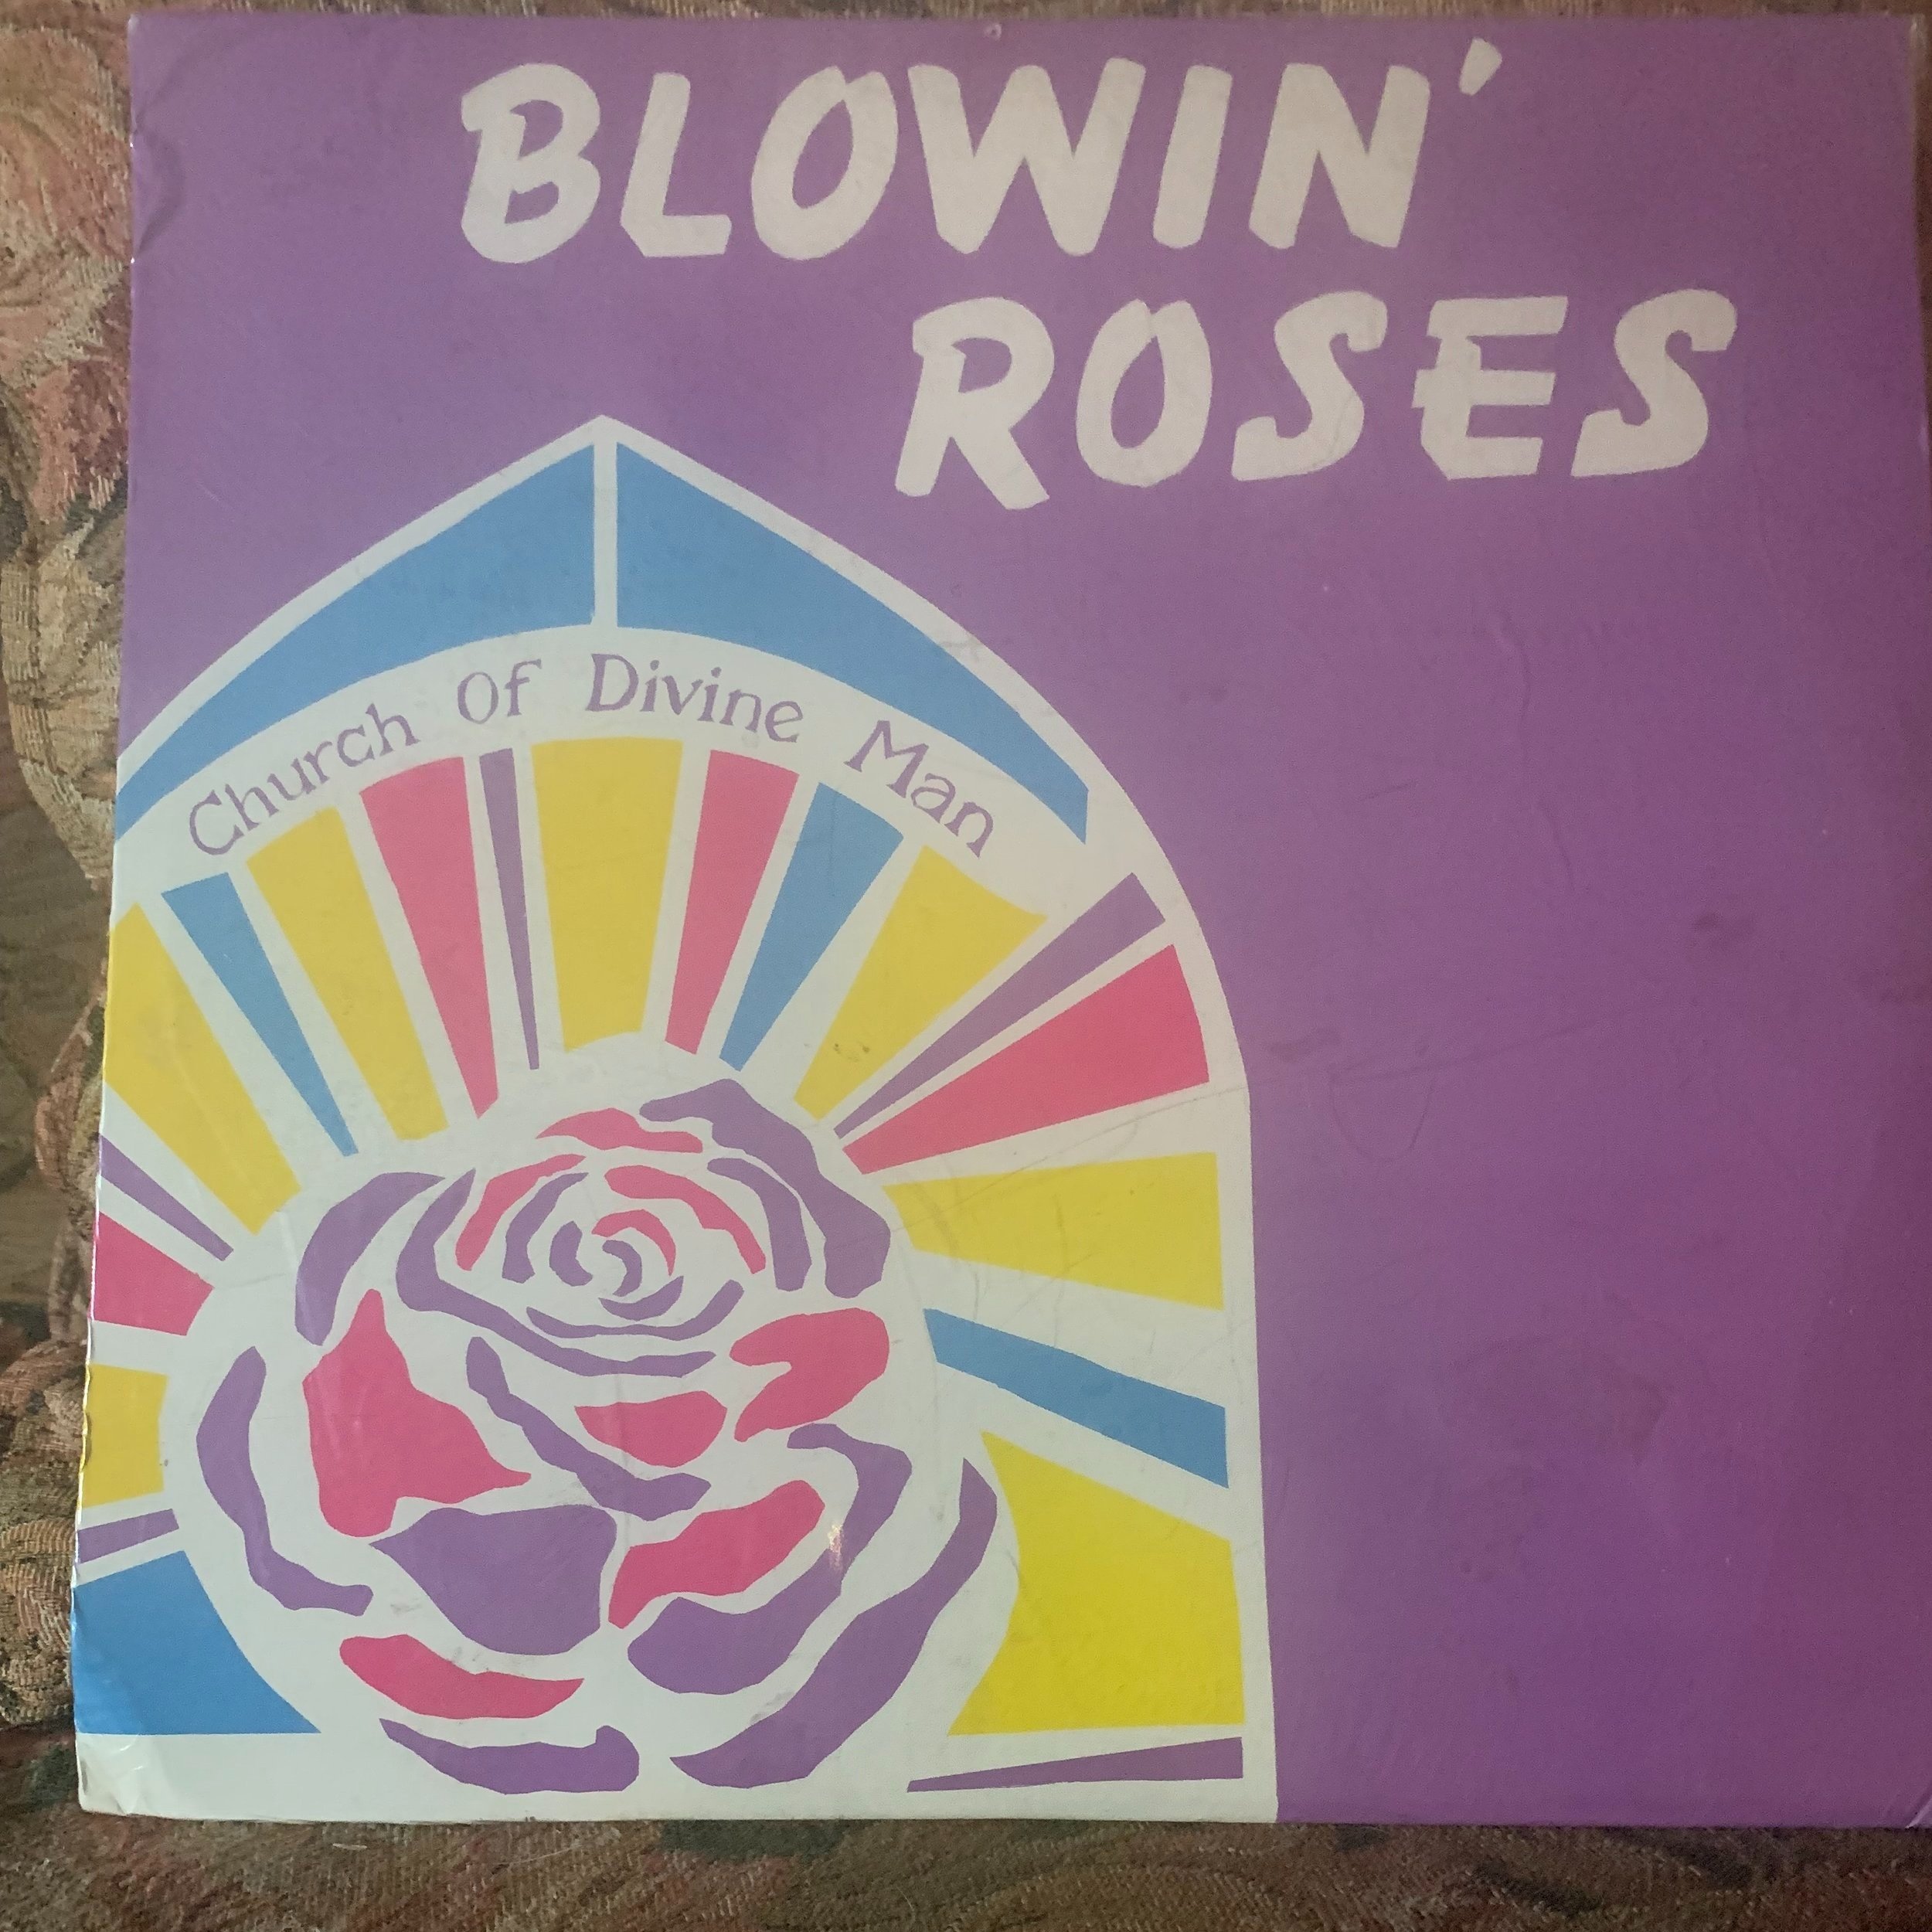 BLOWIN'
ROSES
Church Of Divine Man